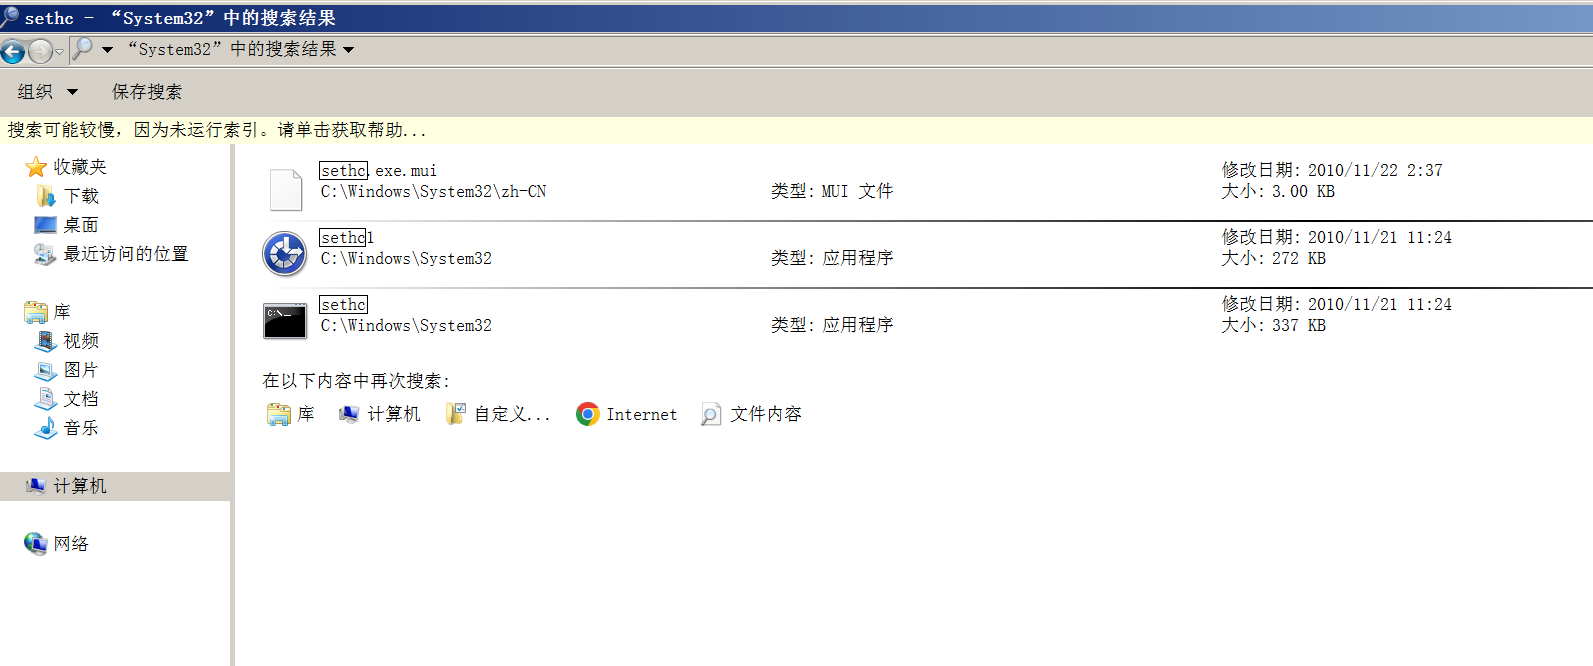 sethc - “System32”中的搜索结果
“System32”中的搜索结果
组织 保存搜索
搜索可能较慢，因为未运行索引。请单击获取帮助...
收藏夹
下载
桌面
最近访问的位置
库
视频
图片
文档
音乐
计算机
网络
sethc.exe.mui 修改日期: 2010/11/22 2:37
C:\Windows\System32\zh-CN 类型: MUI 文件 大小: 3.00 KB
sethc1 修改日期: 2010/11/21 11:24
C:\Windows\System32 类型: 应用程序 大小: 272 KB
C:\_
sethc 修改日期: 2010/11/21 11:24
C:\Windows\System32 类型: 应用程序 大小: 337 KB
在以下内容中再次搜索:
库 计算机 自定义... Internet 文件内容